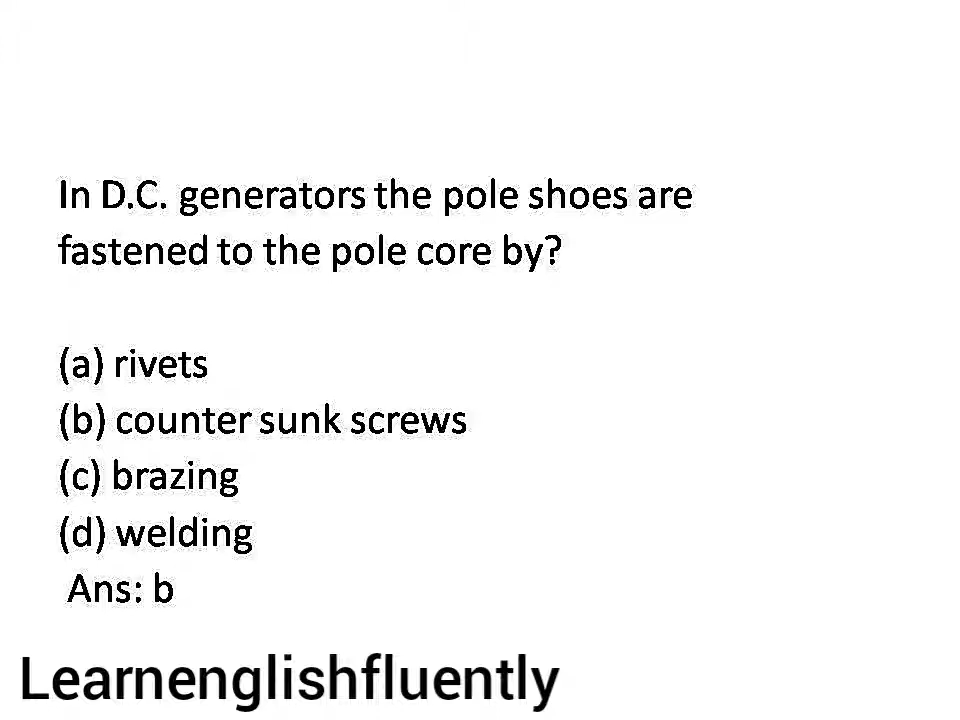 In D.C. generators the pole shoes are
fastened to the pole core by?
(a) rivets
(b) counter sunk screws
(c) brazing
(d) welding
Ans: b
Learnenglishfluently